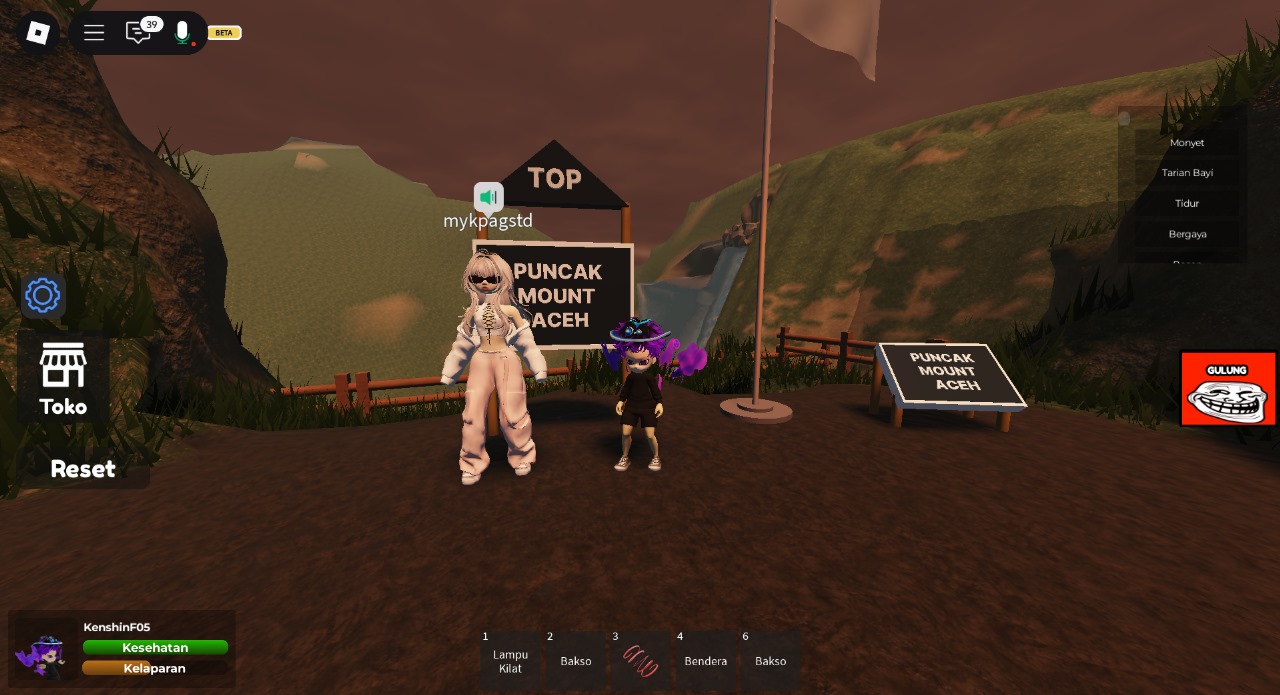 39
BETA
TOP
mykpagstd
PUNCAK
MOUNT
ACEH
PUNCAK
MOUNT
ACEH
Monyet
Tarian Bayi
Tidur
Bergaya
GULUNG
Toko
Reset
KenshinF05
Kesehatan
Kelaparan
1
Lampu
Kilat
2
Bakso
3
4
Bendera
6
Bakso